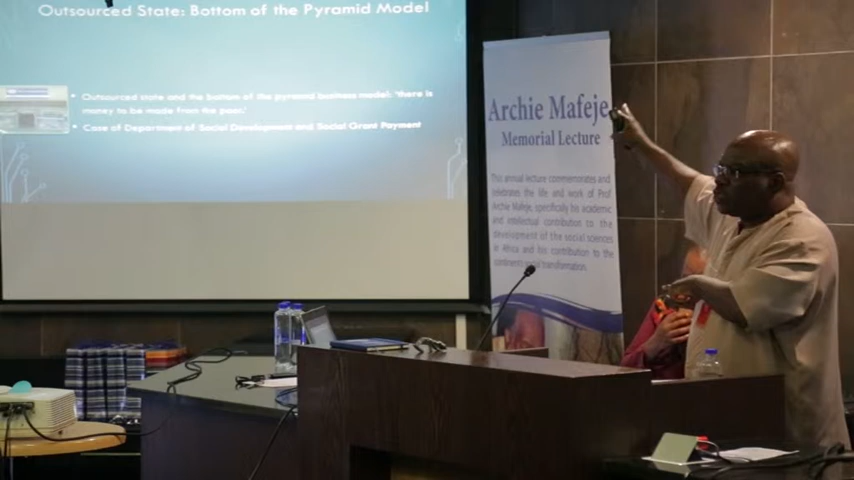 Outsourced State: Bottom of the Pyramid Model
• Outsourced state and the bottom of the pyramid business model: 'there is
money to be made from the poor.'
• Case of Department of Social Development and Social Grant Payment
Archie Mafeje
Memorial Lecture
This annual lecture commemorates and
celebrates the life and work of Prof
Archie Mafeje, specifically his academic
and intellectual contribution to the
development of the social sciences
in Africa and his contribution to the
continent's social transformation.